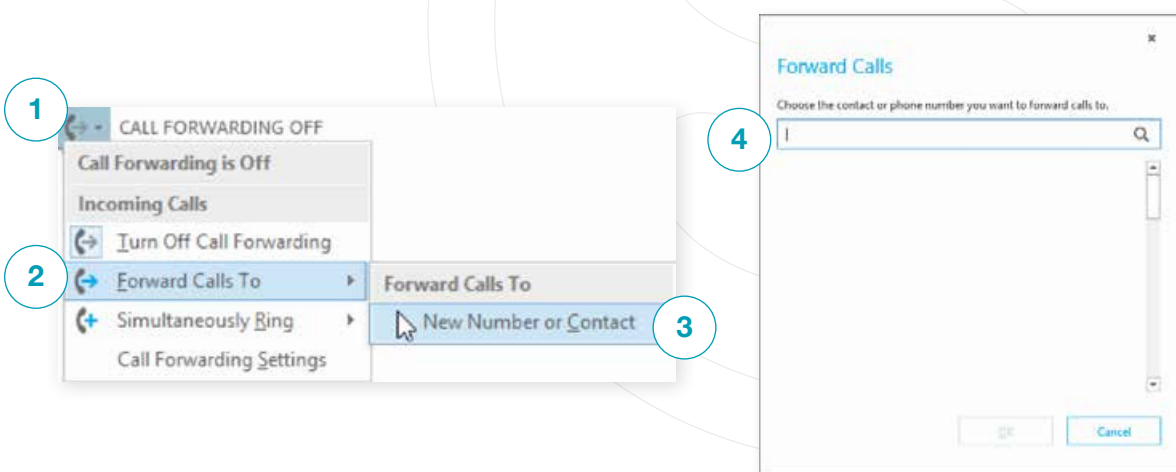 1
CALL FORWARDING OFF
Call Forwarding is Off
Incoming Calls
Turn Off Call Forwarding
2
Forward Calls To
Simultaneously Ring
Call Forwarding Settings
Forward Calls To
New Number or Contact
3
Forward Calls
Choose the contact or phone number you want to forward calls to.
4
OK
Cancel